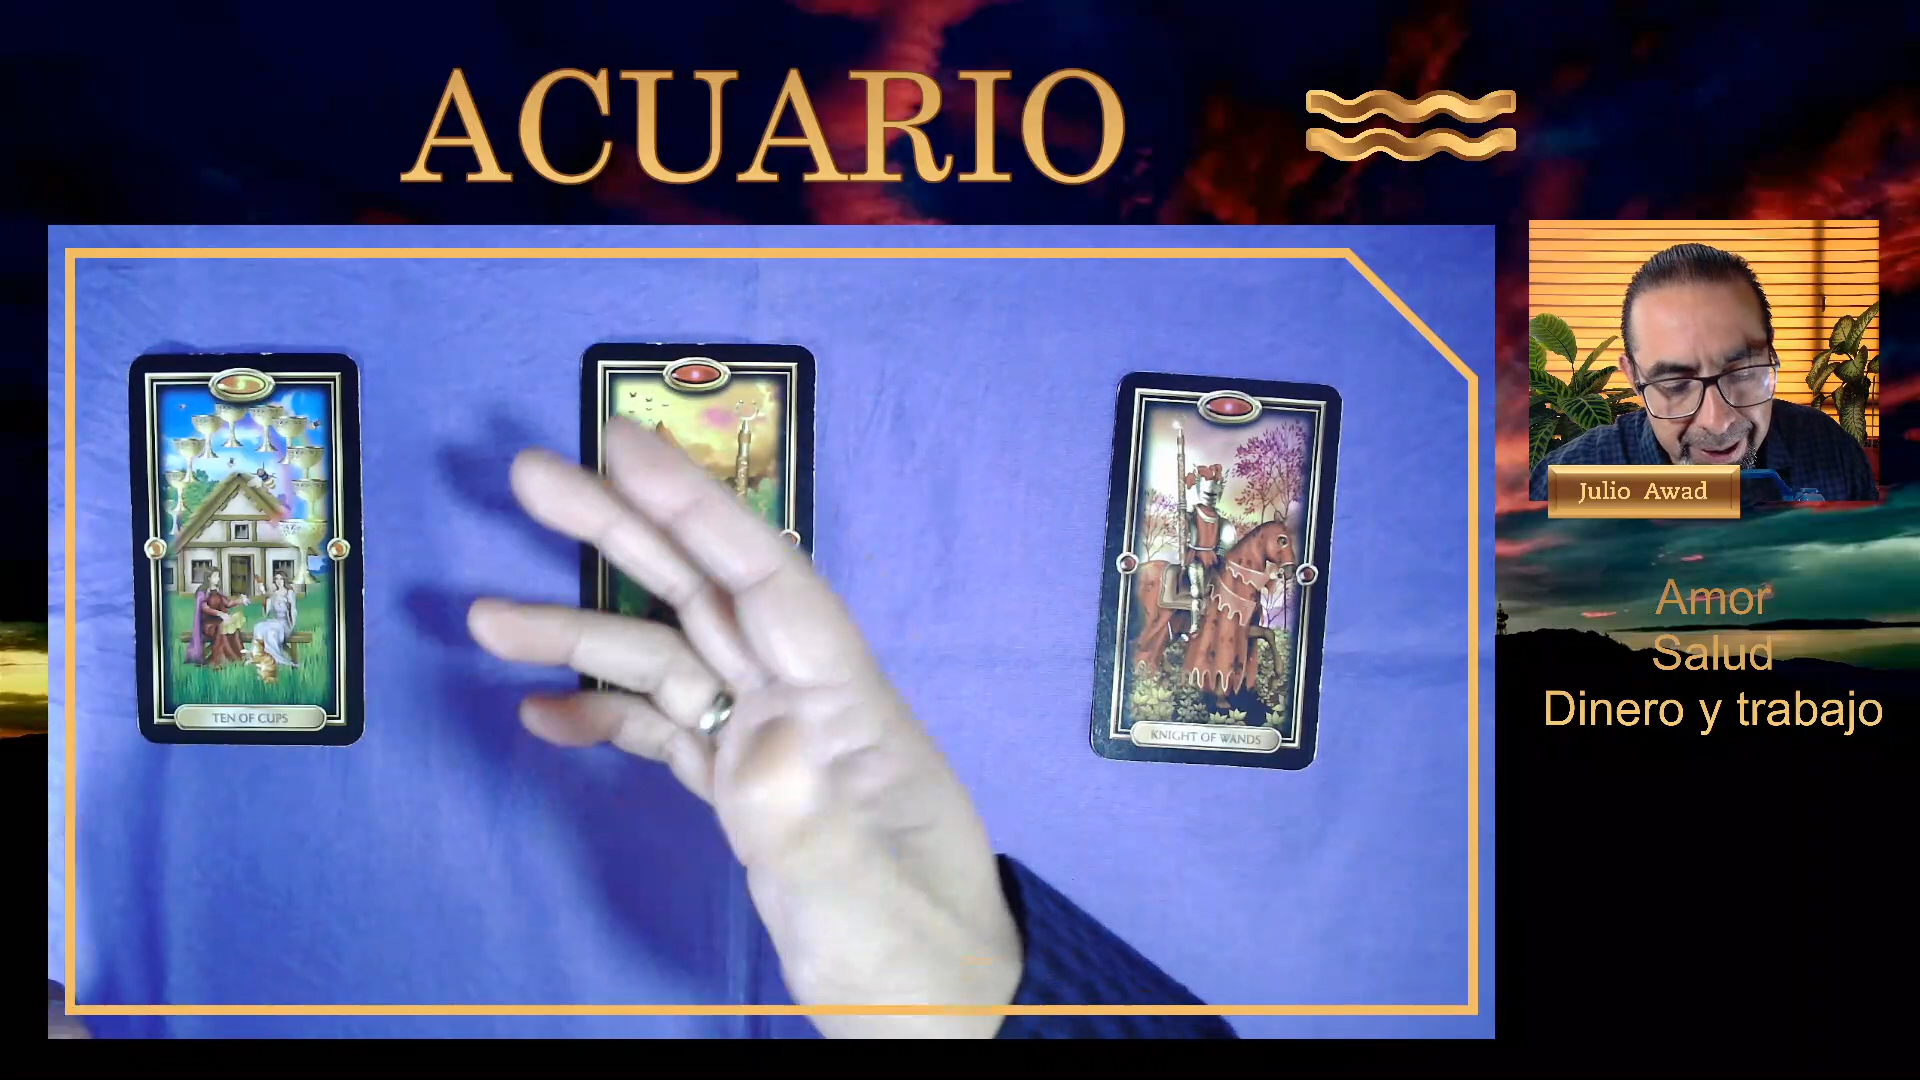 ACUARIO
TEN OF CUPS
KNIGHT OF WANDS
Julio Awad
Amor
Salud
Dinero y trabajo